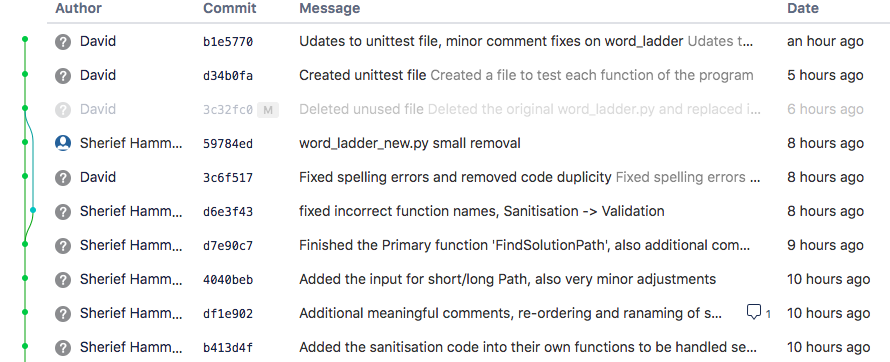 Author Commit Message Date
David b1e5770 Udates to unittest file, minor comment fixes on word_ladder Udates t... an hour ago
David d34b0fa Created unittest file Created a file to test each function of the program 5 hours ago
David 3c32fc0 M Deleted unused file Deleted the original word_ladder.py and replaced i... 6 hours ago
Sherief Hamm... 59784ed word_ladder_new.py small removal 8 hours ago
David 3c6f517 Fixed spelling errors and removed code duplicity Fixed spelling errors ... 8 hours ago
Sherief Hamm... d6e3f43 fixed incorrect function names, Sanitisation -> Validation 8 hours ago
Sherief Hamm... d7e90c7 Finished the Primary function 'FindSolutionPath', also additional com... 9 hours ago
Sherief Hamm... 4040beb Added the input for short/long Path, also very minor adjustments 10 hours ago
Sherief Hamm... df1e902 Additional meaningful comments, re-ordering and ranaming of s... 1 10 hours ago
Sherief Hamm... b413d4f Added the sanitisation code into their own functions to be handled se... 10 hours ago